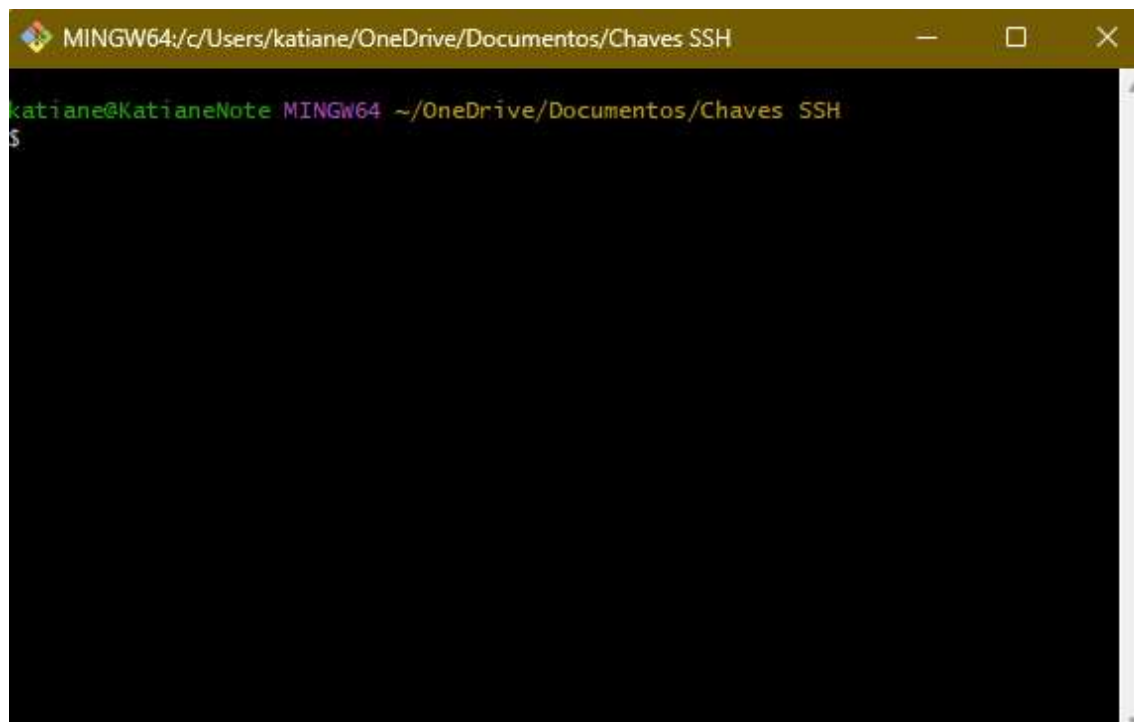 MINGW64:/c/Users/katiane/OneDrive/Documentos/Chaves SSH
katiane@KatianeNote MINGW64 ~/OneDrive/Documentos/Chaves SSH
$